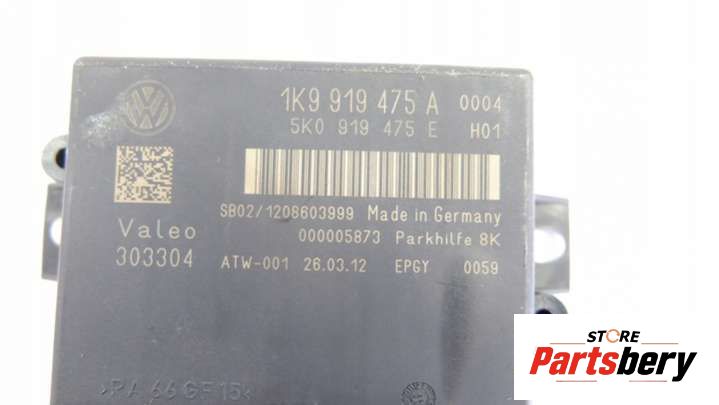 1K9 919 475 A 0004
5K0 919 475 E H01
SB02/1208603999 Made in Germany
Valeo 000005873 Parkhilfe 8K
303304 ATW-001 26.03.12 EPGY 0059
>PA 66 GF15<
STORE
Partsbery